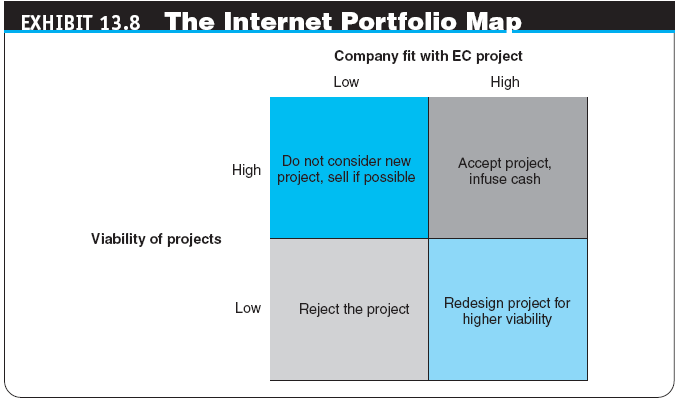 EXHIBIT 13.8 The Internet Portfolio Map
Company fit with EC project
Low High
High
Do not consider new
project, sell if possible
Accept project,
infuse cash
Viability of projects
Low
Reject the project
Redesign project for
higher viability